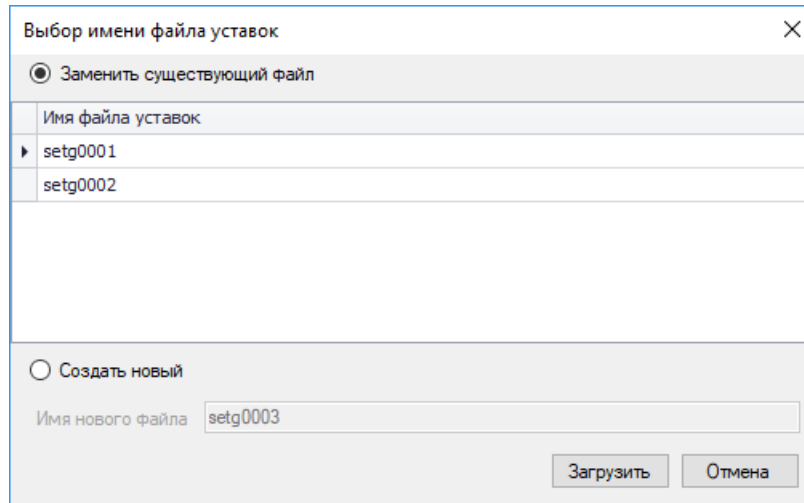 Выбор имени файла уставок
Заменить существующий файл
Имя файла уставок
setg0001
setg0002
Создать новый
Имя нового файла setg0003
Загрузить Отмена